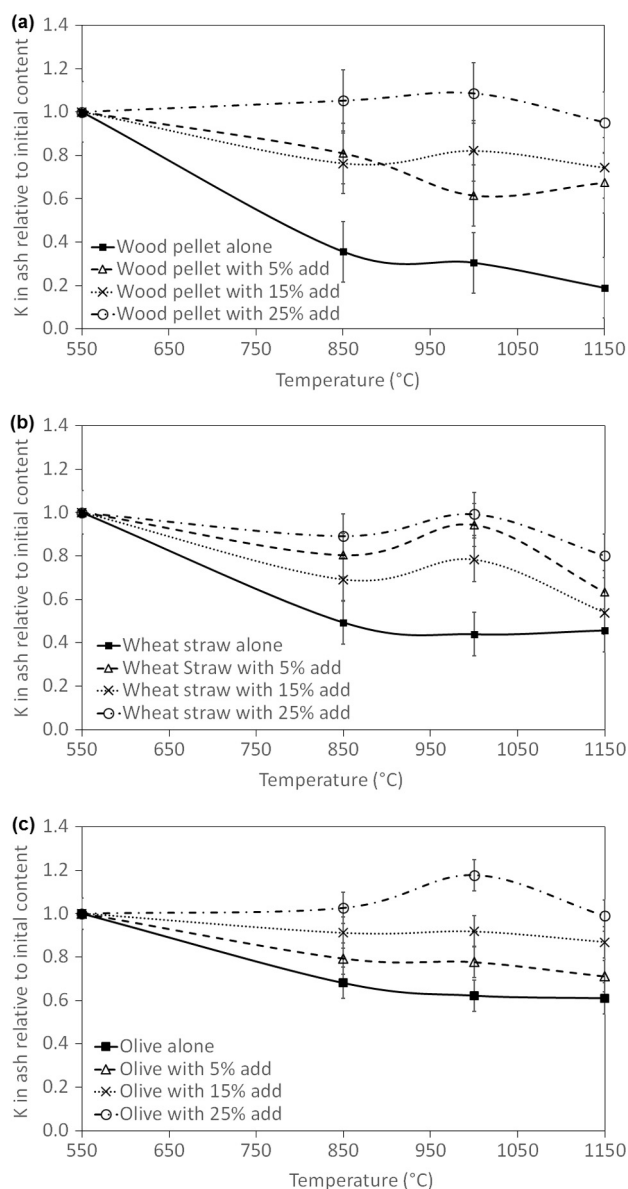 (a)
1.4
1.2
1.0
0.8
0.6
0.4
0.2
0.0
K in ash relative to initial content
Wood pellet alone
Wood pellet with 5% add
Wood pellet with 15% add
Wood pellet with 25% add
550 650 750 850 950 1050 1150
Temperature (°C)
(b)
1.4
1.2
1.0
0.8
0.6
0.4
0.2
0.0
K in ash relative to initial content
Wheat straw alone
Wheat Straw with 5% add
Wheat straw with 15% add
Wheat straw with 25% add
550 650 750 850 950 1050 1150
Temperature (°C)
(c)
1.4
1.2
1.0
0.8
0.6
0.4
0.2
0.0
K in ash relative to inital content
Olive alone
Olive with 5% add
Olive with 15% add
Olive with 25% add
550 650 750 850 950 1050 1150
Temperature (°C)